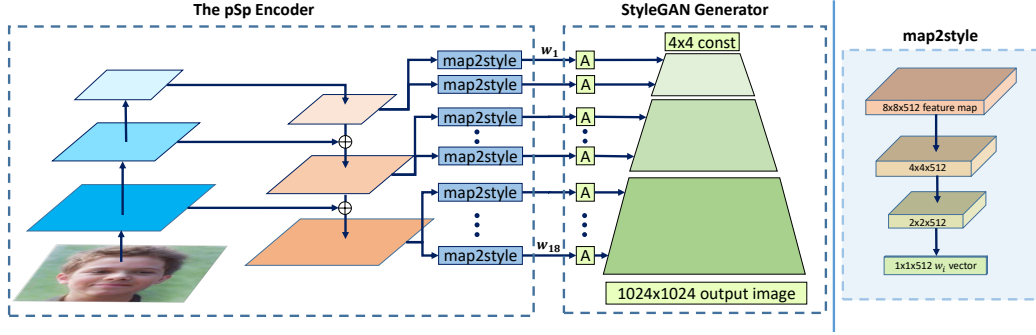 The pSp Encoder
StyleGAN Generator
map2style
4x4 const
map2style
w₁
A
map2style
A
map2style
A
map2style
A
map2style
A
map2style
w₁₈
A
1024x1024 output image
8x8x512 feature map
4x4x512
2x2x512
1x1x512 wᵢ vector